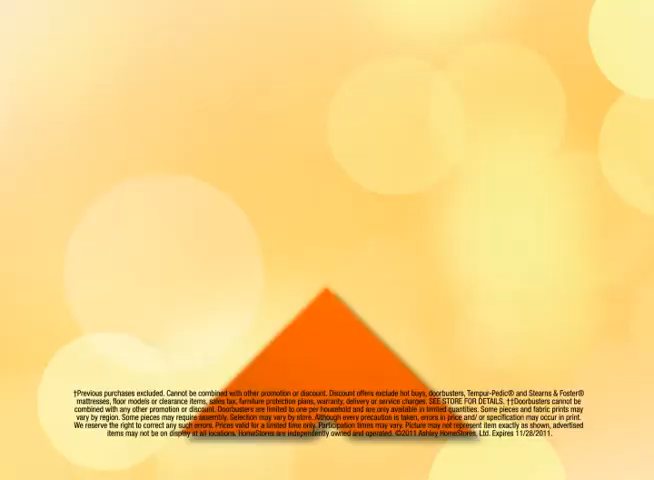 †Previous purchases excluded. Cannot be combined with other promotion or discount. Discount offers exclude hot buys, doorbusters, Tempur-Pedic® and Stearns & Foster®
mattresses, floor models or clearance items, sales tax, furniture protection plans, warranty, delivery or service charges. SEE STORE FOR DETAILS. ††Doorbusters cannot be
combined with any other promotion or discount. Doorbusters are limited to one per household and are only available in limited quantities. Some pieces and fabric prints may
vary by region. Some pieces may require assembly. Selection may vary by store. Although every precaution is taken, errors in price and/ or specification may occur in print.
We reserve the right to correct any such errors. Prices valid for a limited time only. Participation times may vary. Picture may not represent item exactly as shown, advertised
items may not be on display at all locations. HomeStores are independently owned and operated. ©2011 Ashley HomeStores, Ltd. Expires 11/28/2011.